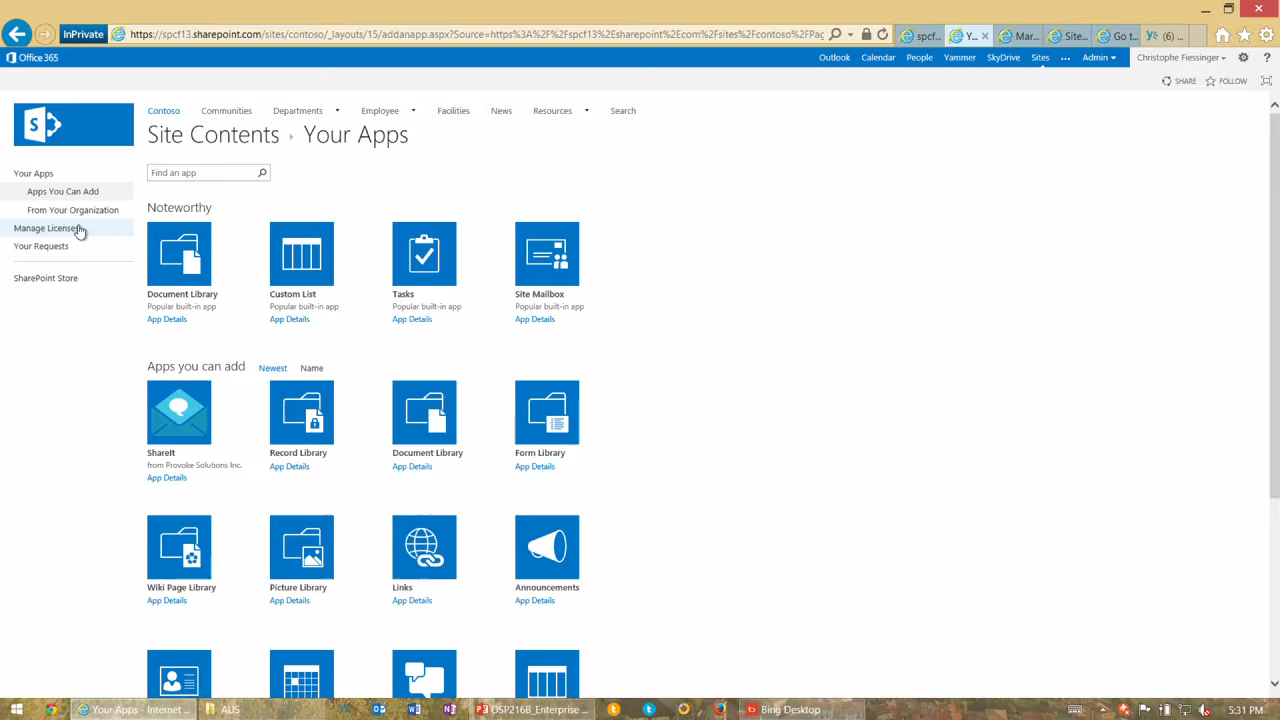 InPrivate https://spcf13.sharepoint.com/sites/contoso/_layouts/15/addanapp.aspx?Source=https%3A%2F%2Fspcf13%2Esharepoint%2Ecom%2Fsites%2Fcontoso%2FPag spcf... Y... Mar... Site... Go t... (6) ...
Office 365 Outlook Calendar People Yammer SkyDrive Sites ... Admin Christophe Fiessinger ?
SHARE FOLLOW
S Contoso Communities Departments Employee Facilities News Resources Search
Site Contents Your Apps
Find an app
Your Apps
Apps You Can Add
From Your Organization
Manage Licenses
Your Requests
SharePoint Store
Noteworthy
Document Library Custom List Tasks Site Mailbox
Popular built-in app Popular built-in app Popular built-in app Popular built-in app
App Details App Details App Details App Details
Apps you can add Newest Name
ShareIt Record Library Document Library Form Library
from Provoke Solutions Inc. App Details App Details App Details
App Details
Wiki Page Library Picture Library Links Announcements
App Details App Details App Details App Details
Your Apps - Internet ... AUS OSP216B_Enterprise ... Bing Desktop 5:31 PM